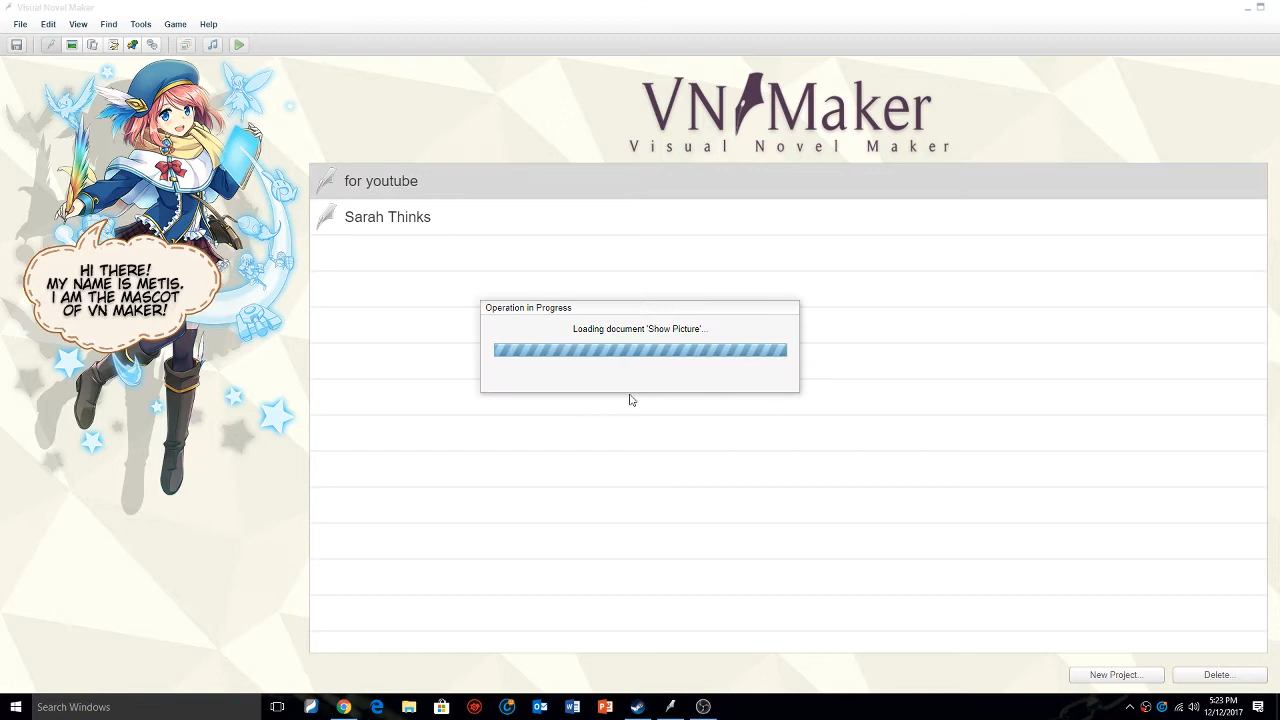 Visual Novel Maker
File Edit View Find Tools Game Help
VN Maker
Visual Novel Maker
for youtube
Sarah Thinks
HI THERE!
MY NAME IS METIS.
I AM THE MASCOT
OF VN MAKER!
Operation in Progress
Loading document 'Show Picture'...
New Project...
Delete...
Search Windows
5:23 PM
12/12/2017